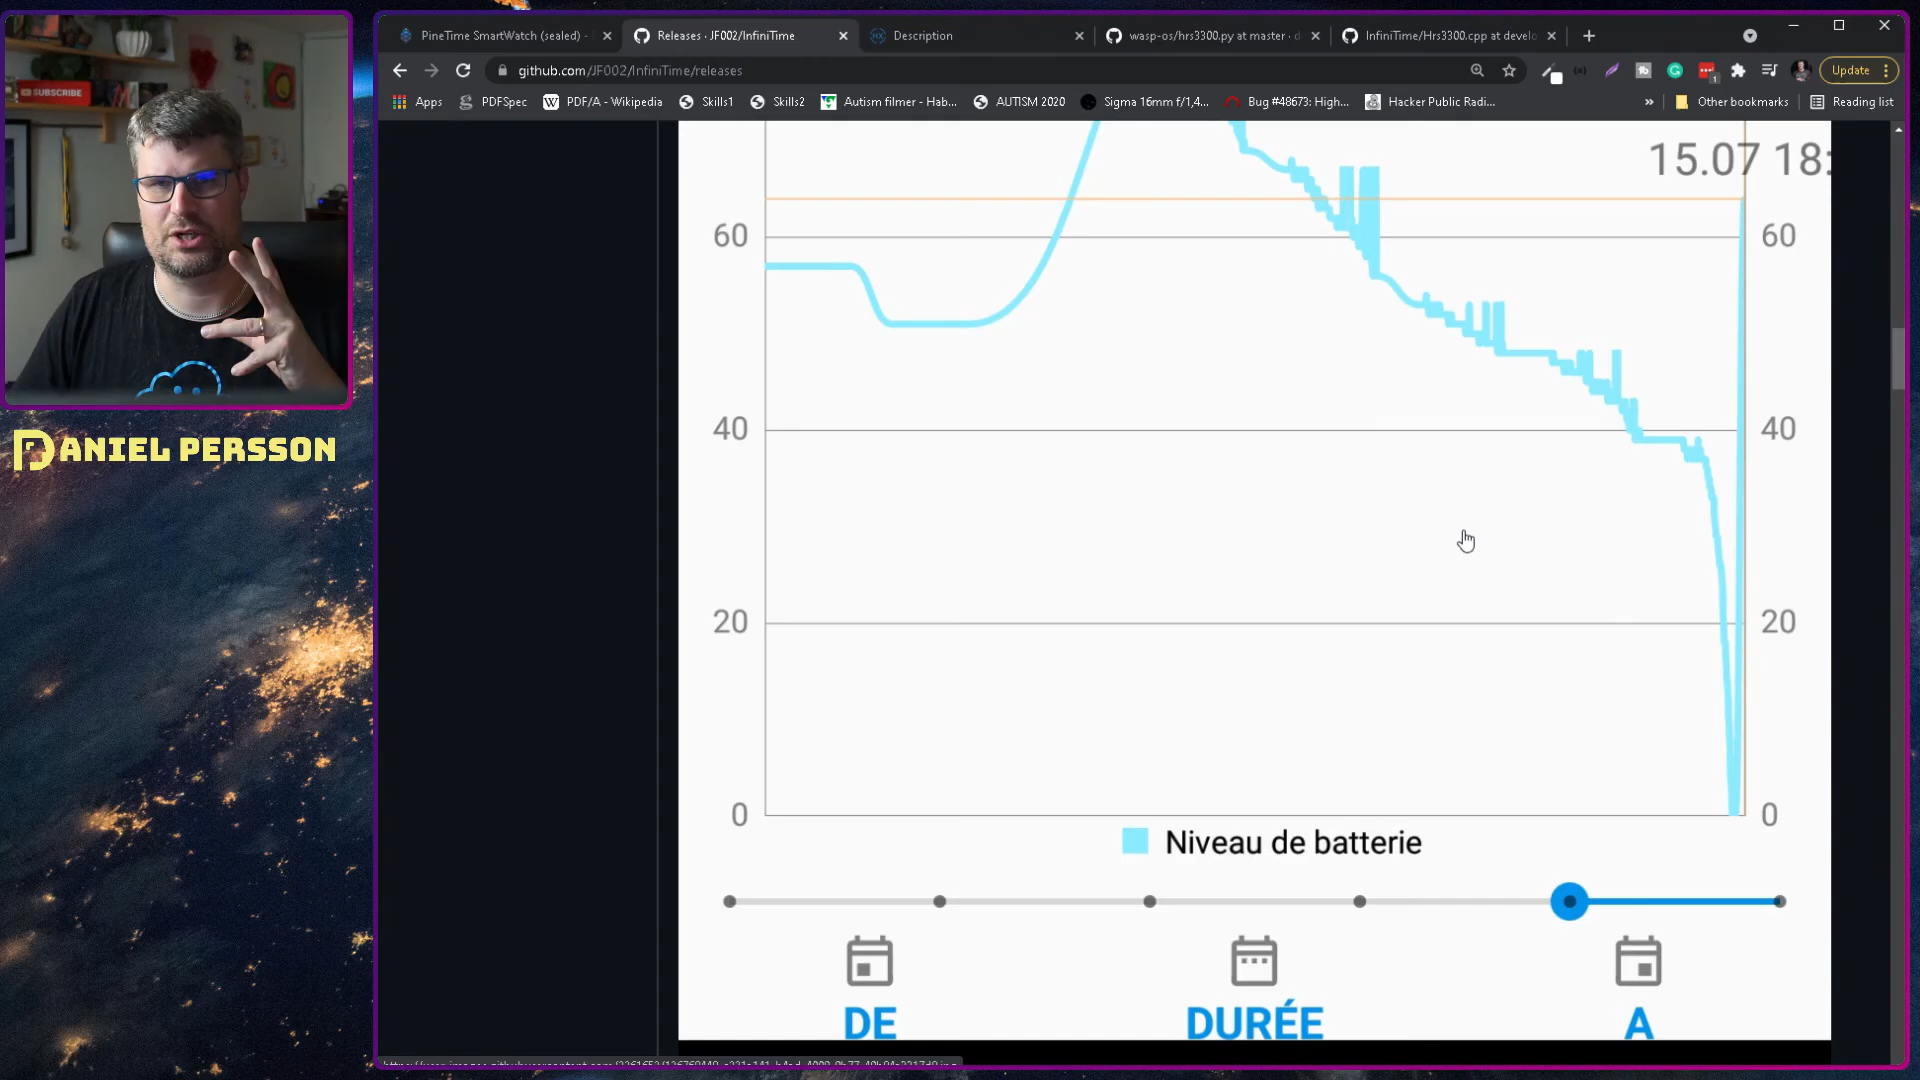 SUBSCRIBE
DANIEL PERSSON
PineTime SmartWatch (sealed) -
Releases · JF002/InfiniTime
Description
wasp-os/hrs3300.py at master · d
InfiniTime/Hrs3300.cpp at develo
github.com/JF002/InfiniTime/releases
1
Update
Apps
PDFSpec
PDF/A - Wikipedia
Skills1
Skills2
Autism filmer - Hab...
AUTISM 2020
Sigma 16mm f/1,4...
Bug #48673: High...
Hacker Public Radi...
»
Other bookmarks
Reading list
15.07 18:
60
60
40
40
20
20
0
0
Niveau de batterie
DE
DURÉE
A